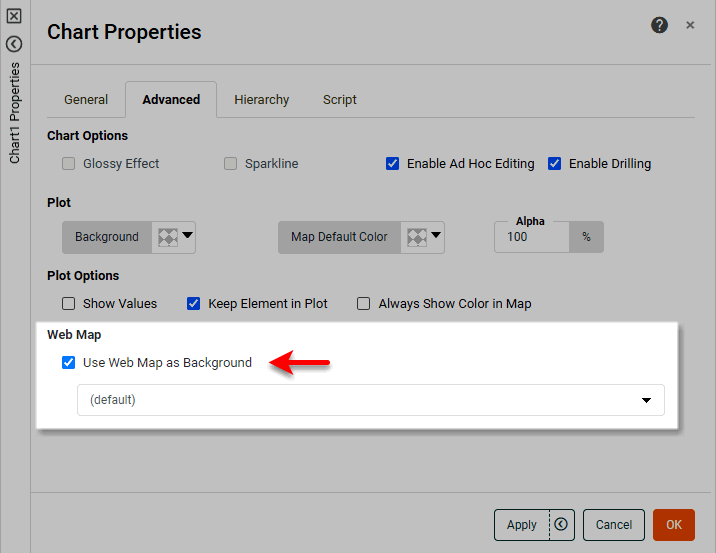 Chart Properties
?
×
Chart1 Properties
General Advanced Hierarchy Script
Chart Options
Glossy Effect Sparkline Enable Ad Hoc Editing Enable Drilling
Plot
Alpha
Background Map Default Color 100 %
Plot Options
Show Values Keep Element in Plot Always Show Color in Map
Web Map
Use Web Map as Background
(default)
Apply Cancel OK